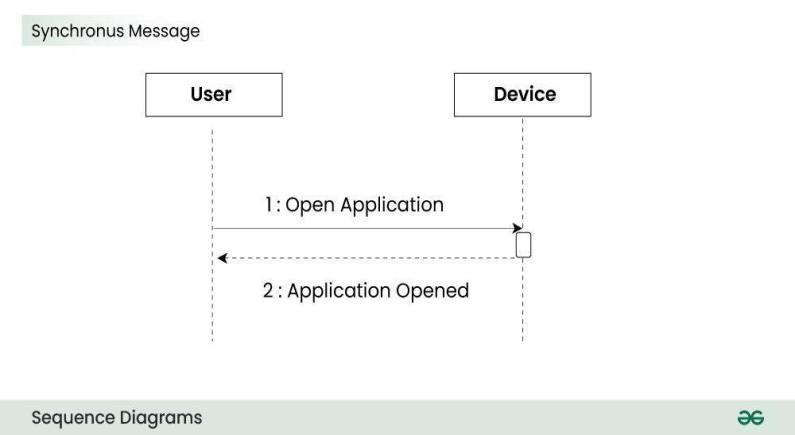 Synchronus Message
User
Device
1 : Open Application
2 : Application Opened
Sequence Diagrams